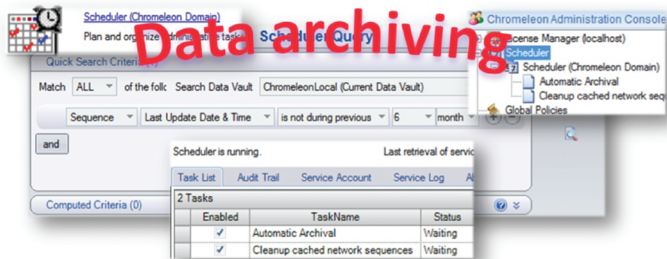 Scheduler (Chromeleon Domain)
Plan and organize administrative task
Data archiving
Scheduler Query
Chromeleon Administration Console
License Manager (localhost)
Scheduler
Scheduler (Chromeleon Domain)
Automatic Archival
Cleanup cached network seq
Global Policies
Quick Search Criteria
Match ALL of the follo Search Data Vault ChromeleonLocal (Current Data Vault)
Sequence Last Update Date & Time is not during previous 6 month
and
Computed Criteria (0)
Scheduler is running. Last retrieval of servic
Task List Audit Trail Service Account Service Log
2 Tasks
Enabled TaskName Status
Automatic Archival Waiting
Cleanup cached network sequences Waiting